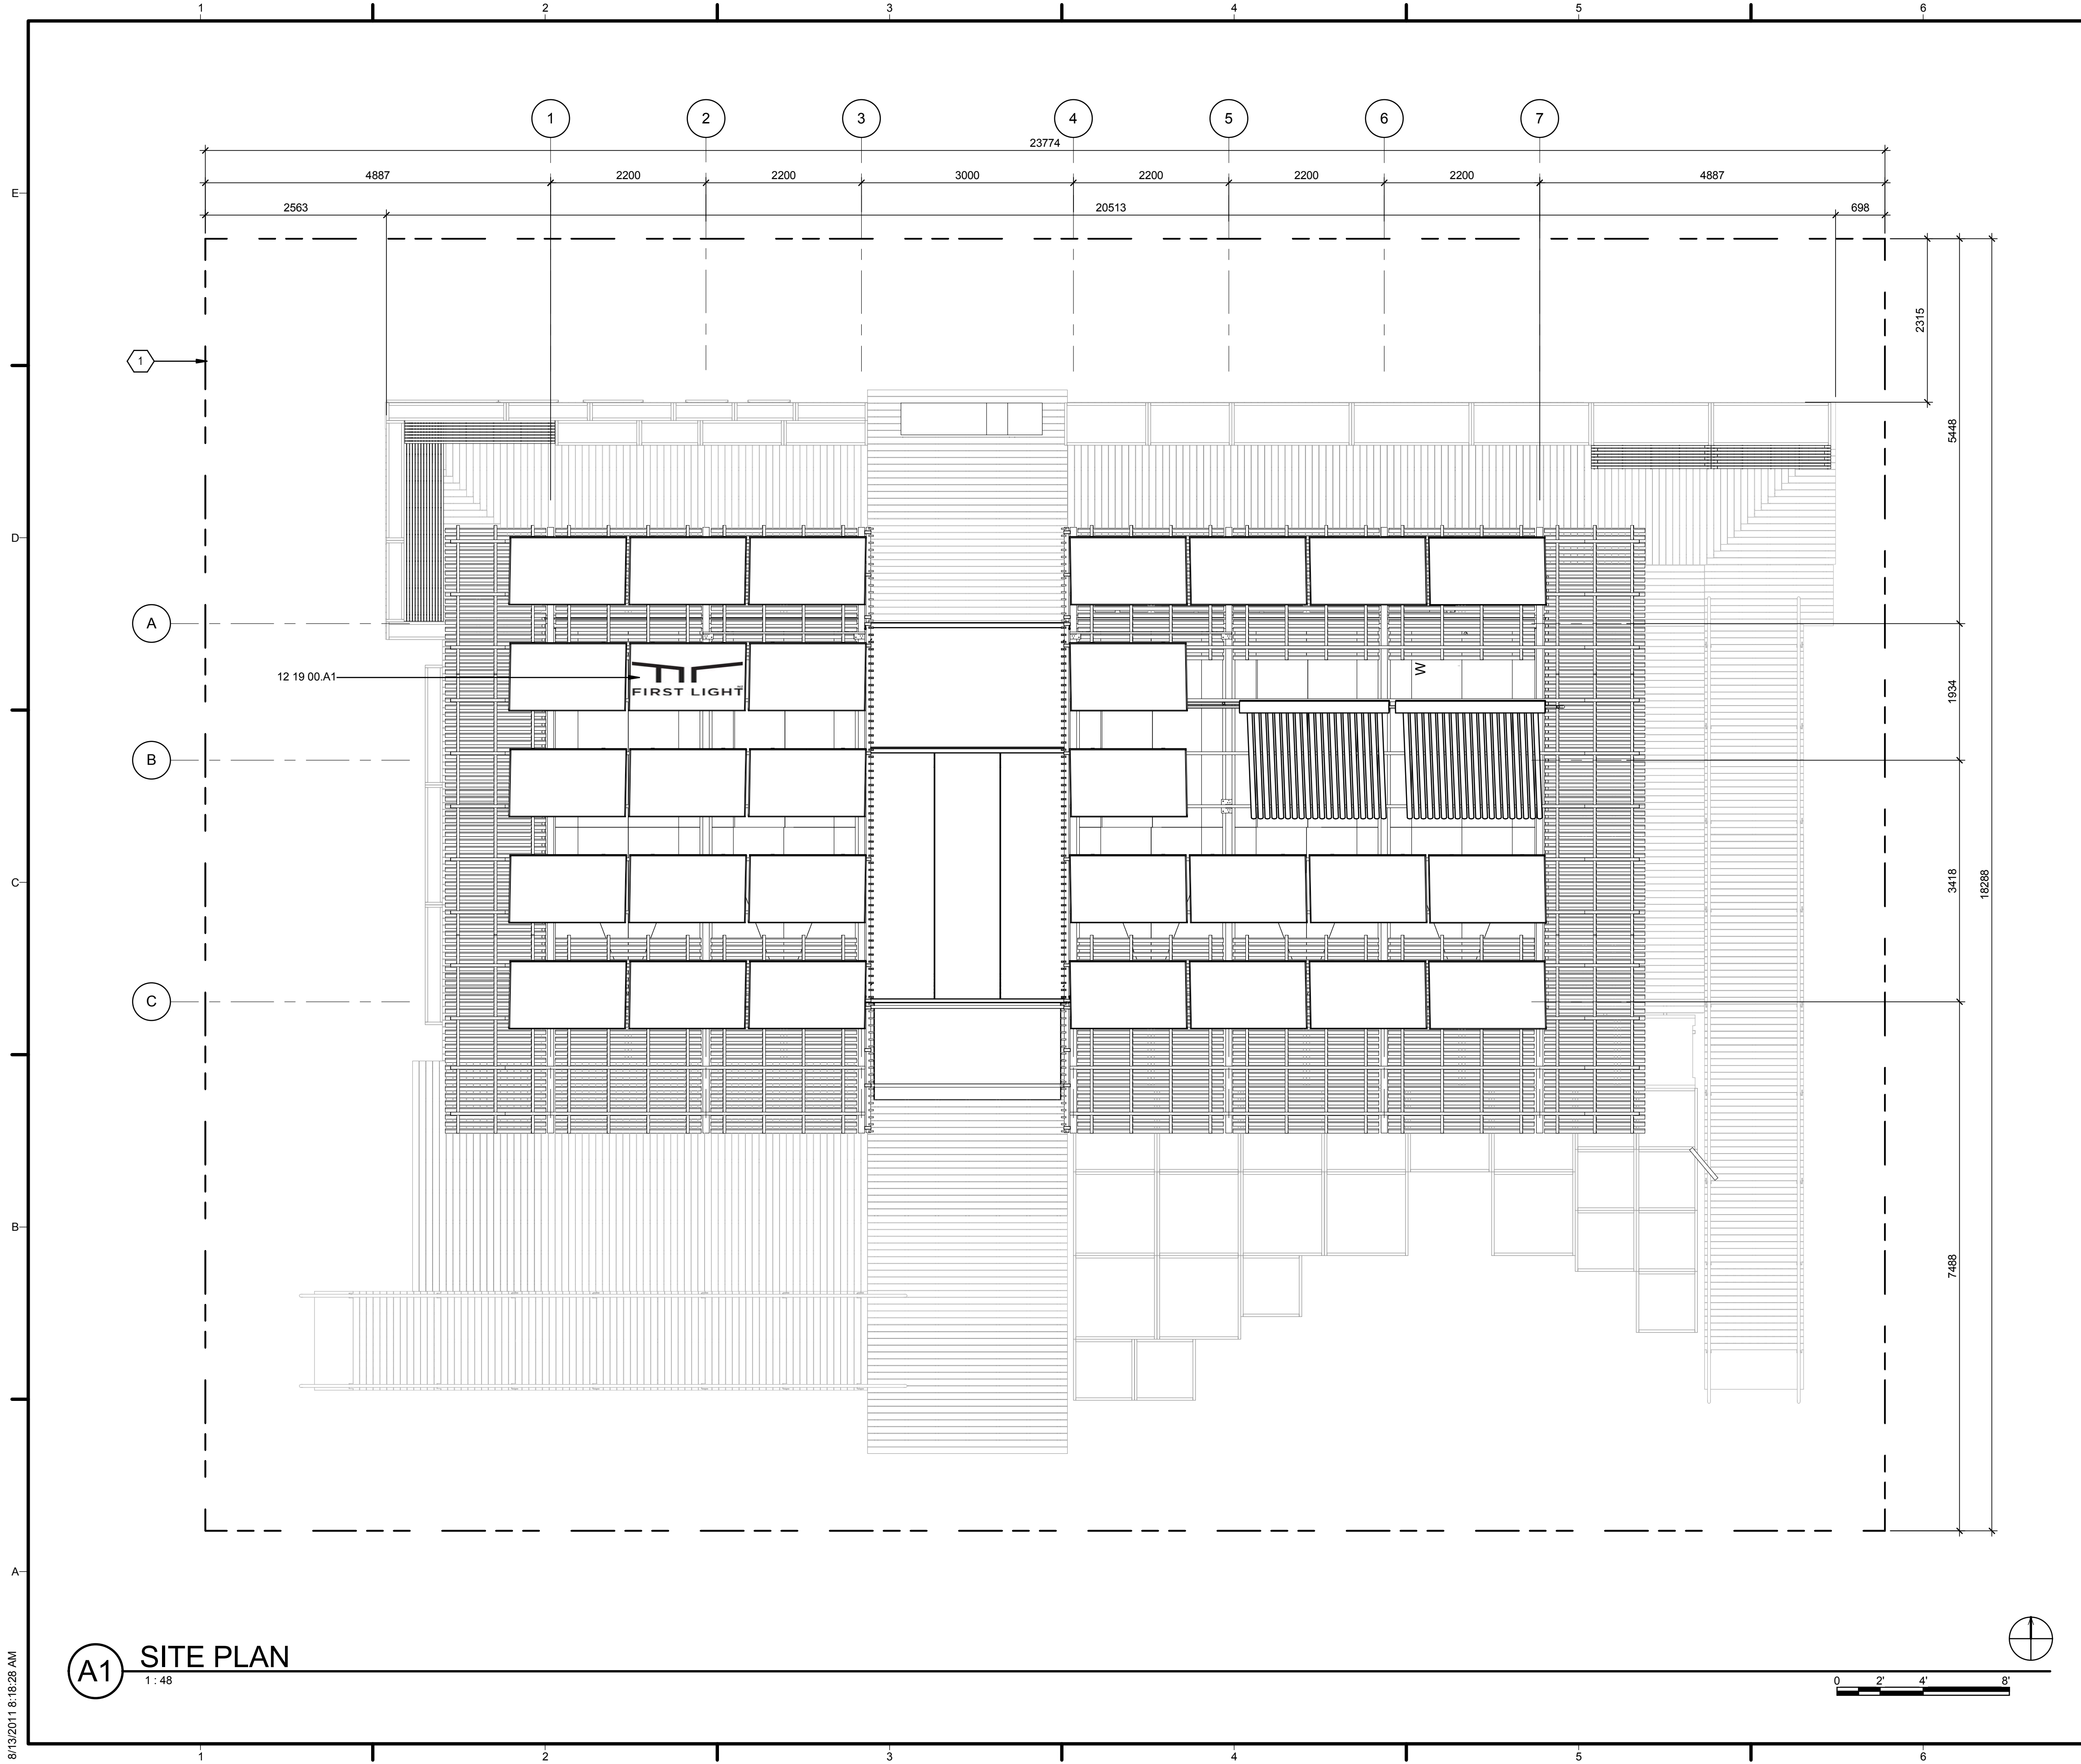 1 2 3 4 5 6
1 2 3 4 5 6 7
23774
4887 2200 2200 3000 2200 2200 2200 4887
2563 20513 698
E
2315
1
5448
D
A
12 19 00.A1
FIRST LIGHT
W
1934
B
C
3418
18288
C
B
7488
A
A1 SITE PLAN
1 : 48
0 2' 4' 8'
8/13/2011 8:18:28 AM
1 2 3 4 5 6